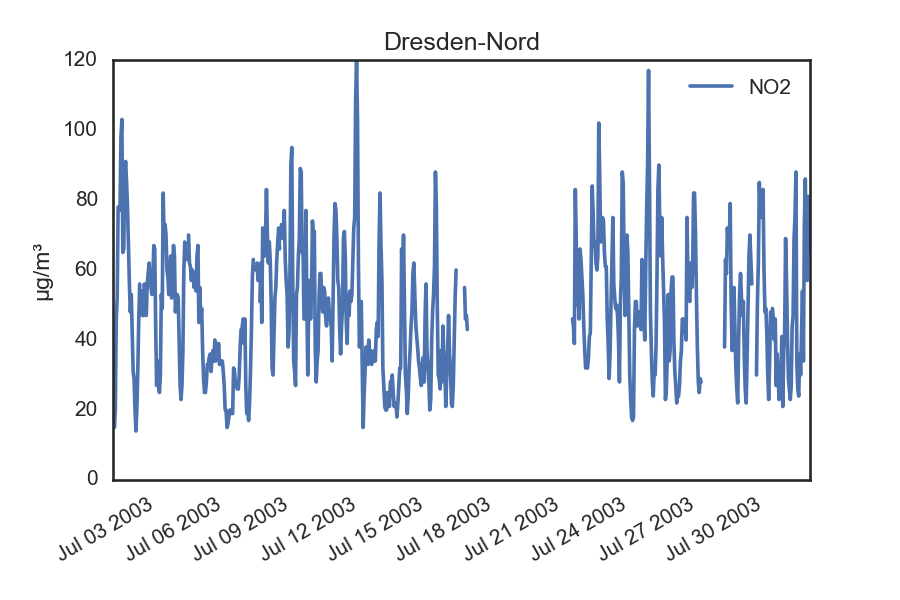 Dresden-Nord
NO2
µg/m³
120
100
80
60
40
20
0
Jul 03 2003
Jul 06 2003
Jul 09 2003
Jul 12 2003
Jul 15 2003
Jul 18 2003
Jul 21 2003
Jul 24 2003
Jul 27 2003
Jul 30 2003